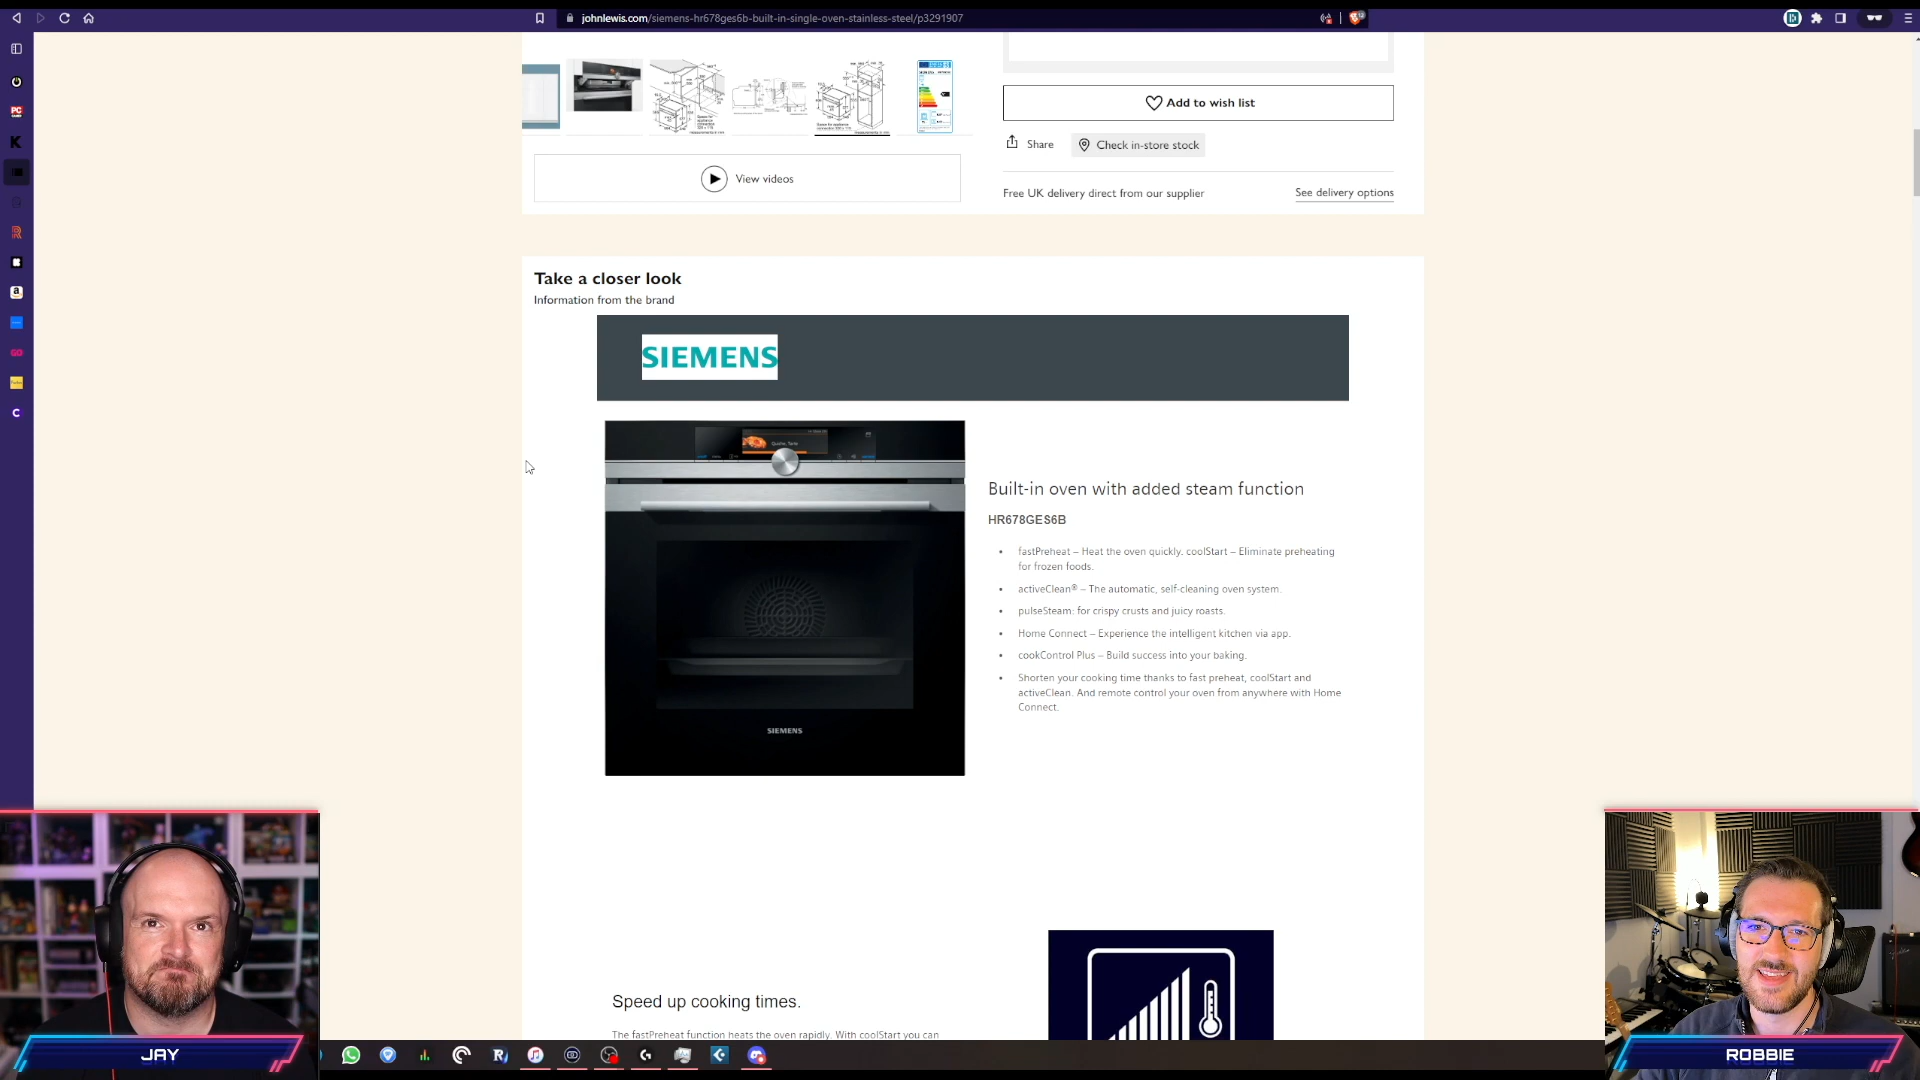 johnlewis.com/siemens-hr678ges6b-built-in-single-oven-stainless-steel/p3291907
Add to wish list
Share
Check in-store stock
View videos
Free UK delivery direct from our supplier
See delivery options
Take a closer look
Information from the brand
SIEMENS
Quiche, Tarte
Built-in oven with added steam function
HR678GES6B
• fastPreheat – Heat the oven quickly. coolStart – Eliminate preheating
for frozen foods.
• activeClean® – The automatic, self-cleaning oven system.
• pulseSteam: for crispy crusts and juicy roasts.
• Home Connect – Experience the intelligent kitchen via app.
• cookControl Plus – Build success into your baking.
• Shorten your cooking time thanks to fast preheat, coolStart and
activeClean. And remote control your oven from anywhere with Home
Connect.
SIEMENS
Speed up cooking times.
The fastPreheat function heats the oven rapidly. With coolStart you can
JAY
ROBBIE